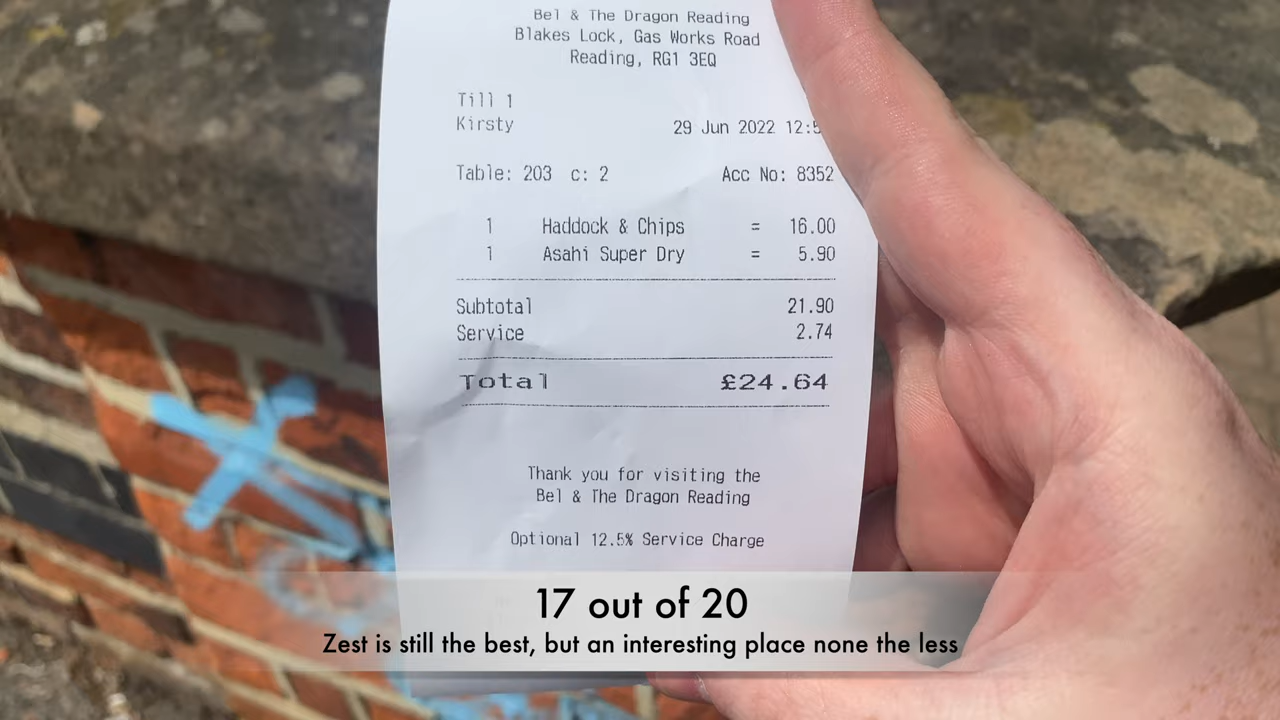 Bel & The Dragon Reading
Blakes Lock, Gas Works Road
Reading, RG1 3EQ
Till 1
Kirsty 29 Jun 2022
Table: 203 c: 2 Acc No: 8352
1 Haddock & Chips = 16.00
1 Asahi Super Dry = 5.90
Subtotal 21.90
Service 2.74
Total £24.64
Thank you for visiting the
Bel & The Dragon Reading
Optional 12.5% Service Charge
17 out of 20
Zest is still the best, but an interesting place none the less